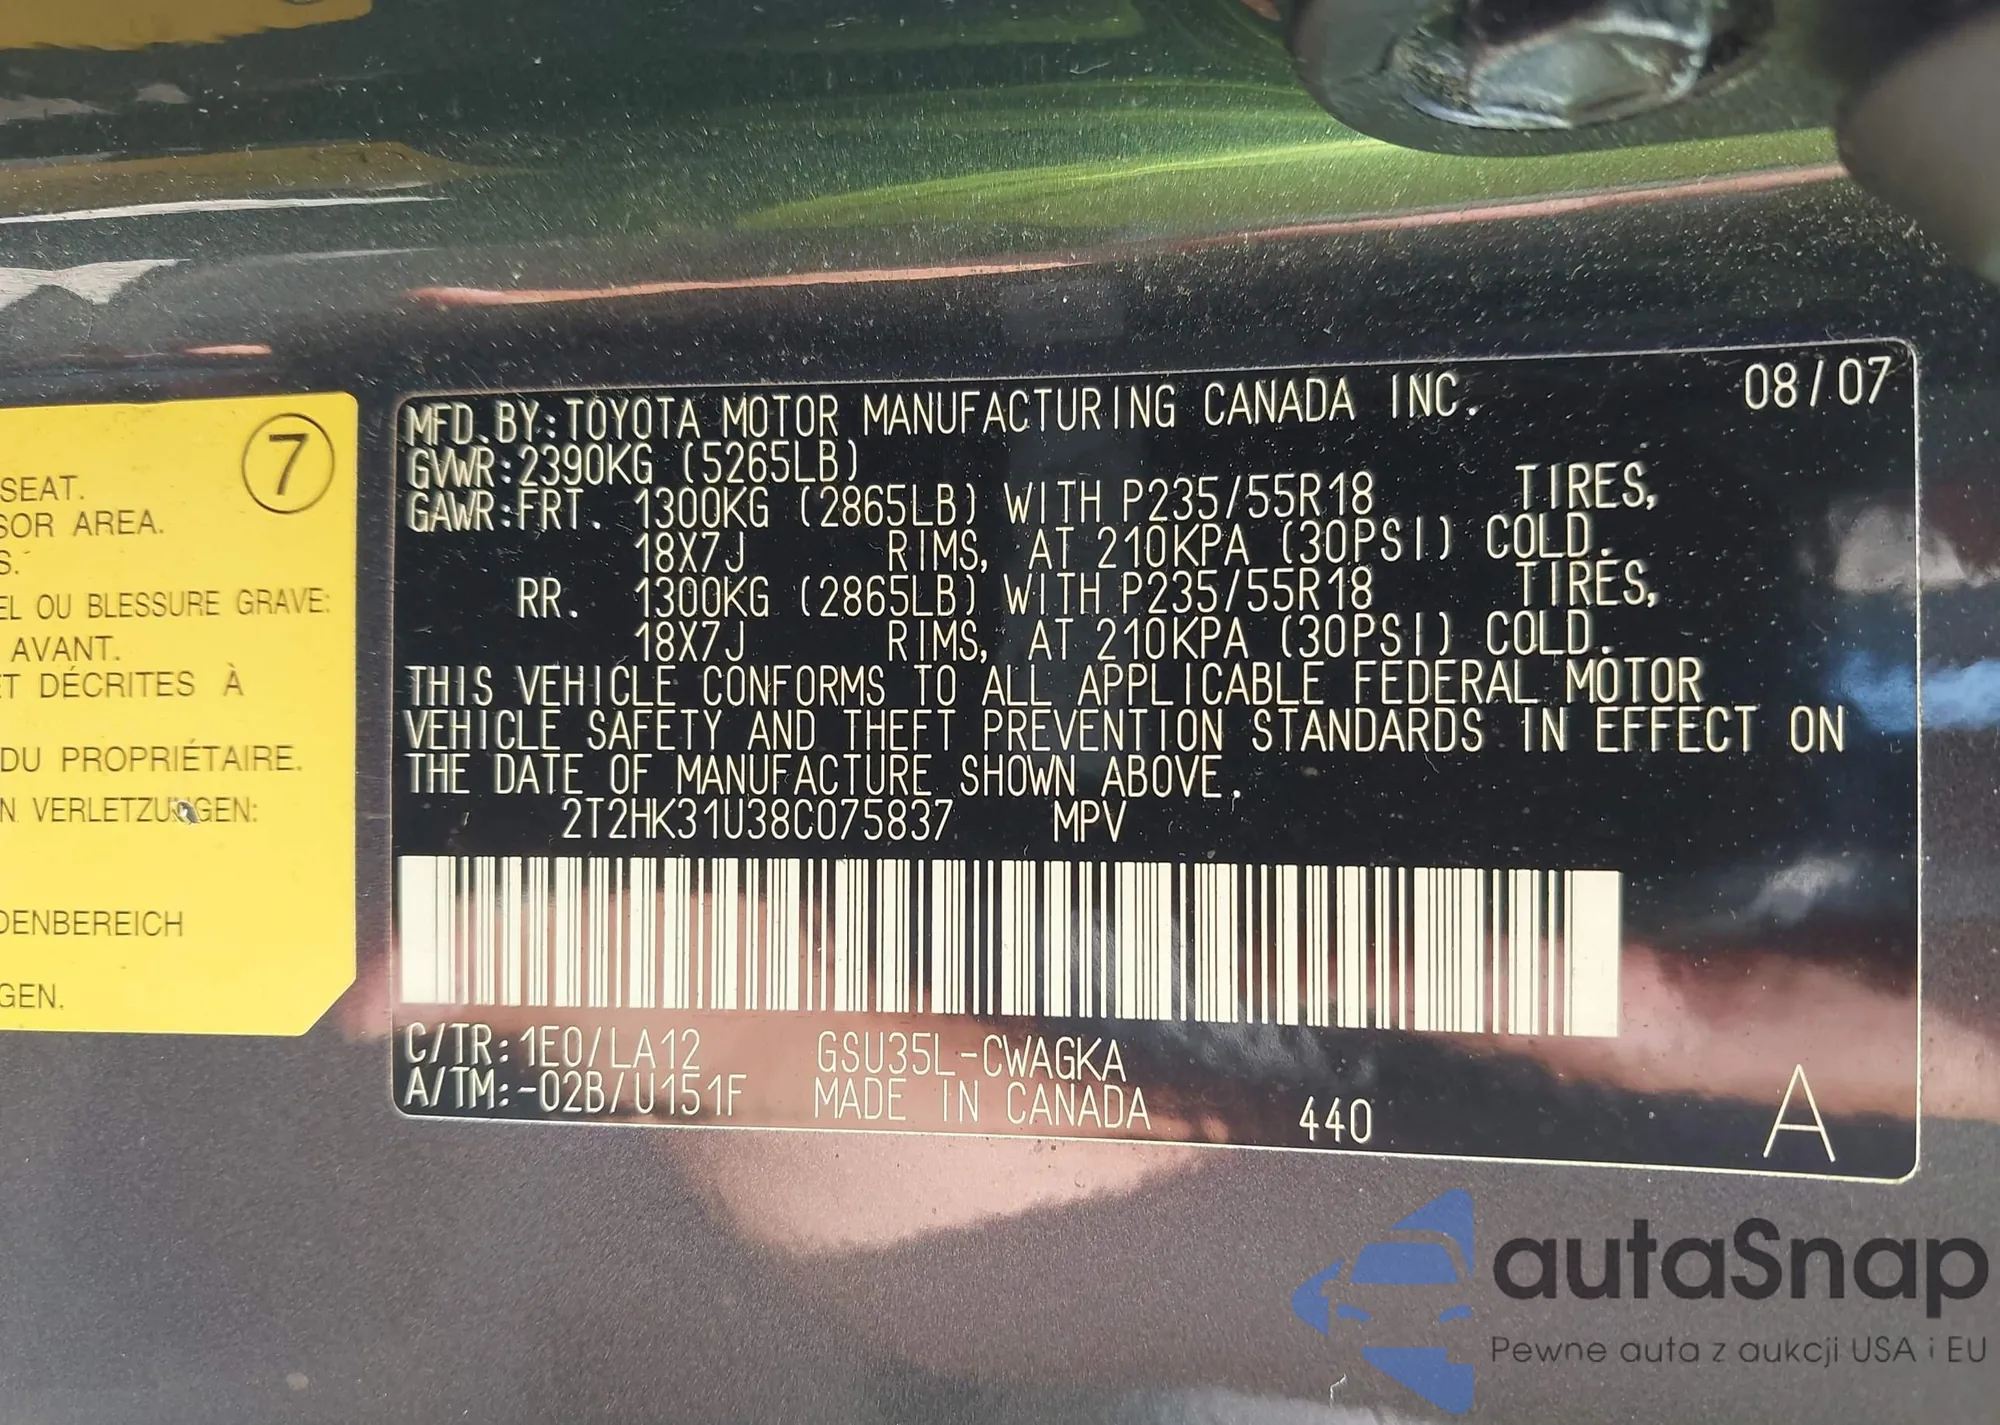 7
SEAT.
SOR AREA.
S.
EL OU BLESSURE GRAVE:
AVANT.
ET DÉCRITES À
DU PROPRIÉTAIRE.
N VERLETZUNGEN:
DENBEREICH
GEN.
MFD. BY: TOYOTA MOTOR MANUFACTURING CANADA INC. 08/07
GVWR: 2390KG (5265LB)
GAWR: FRT. 1300KG (2865LB) WITH P235/55R18 TIRES,
18X7J RIMS, AT 210KPA (30PSI) COLD.
RR. 1300KG (2865LB) WITH P235/55R18 TIRES,
18X7J RIMS, AT 210KPA (30PSI) COLD.
THIS VEHICLE CONFORMS TO ALL APPLICABLE FEDERAL MOTOR
VEHICLE SAFETY AND THEFT PREVENTION STANDARDS IN EFFECT ON
THE DATE OF MANUFACTURE SHOWN ABOVE.
2T2HK31U38C075837 MPV
C/TR: 1E0/LA12 GSU35L-CWAGKA
A/TM: -02B/U151F MADE IN CANADA 440 A
autaSnap
Pewne auta z aukcji USA i EU